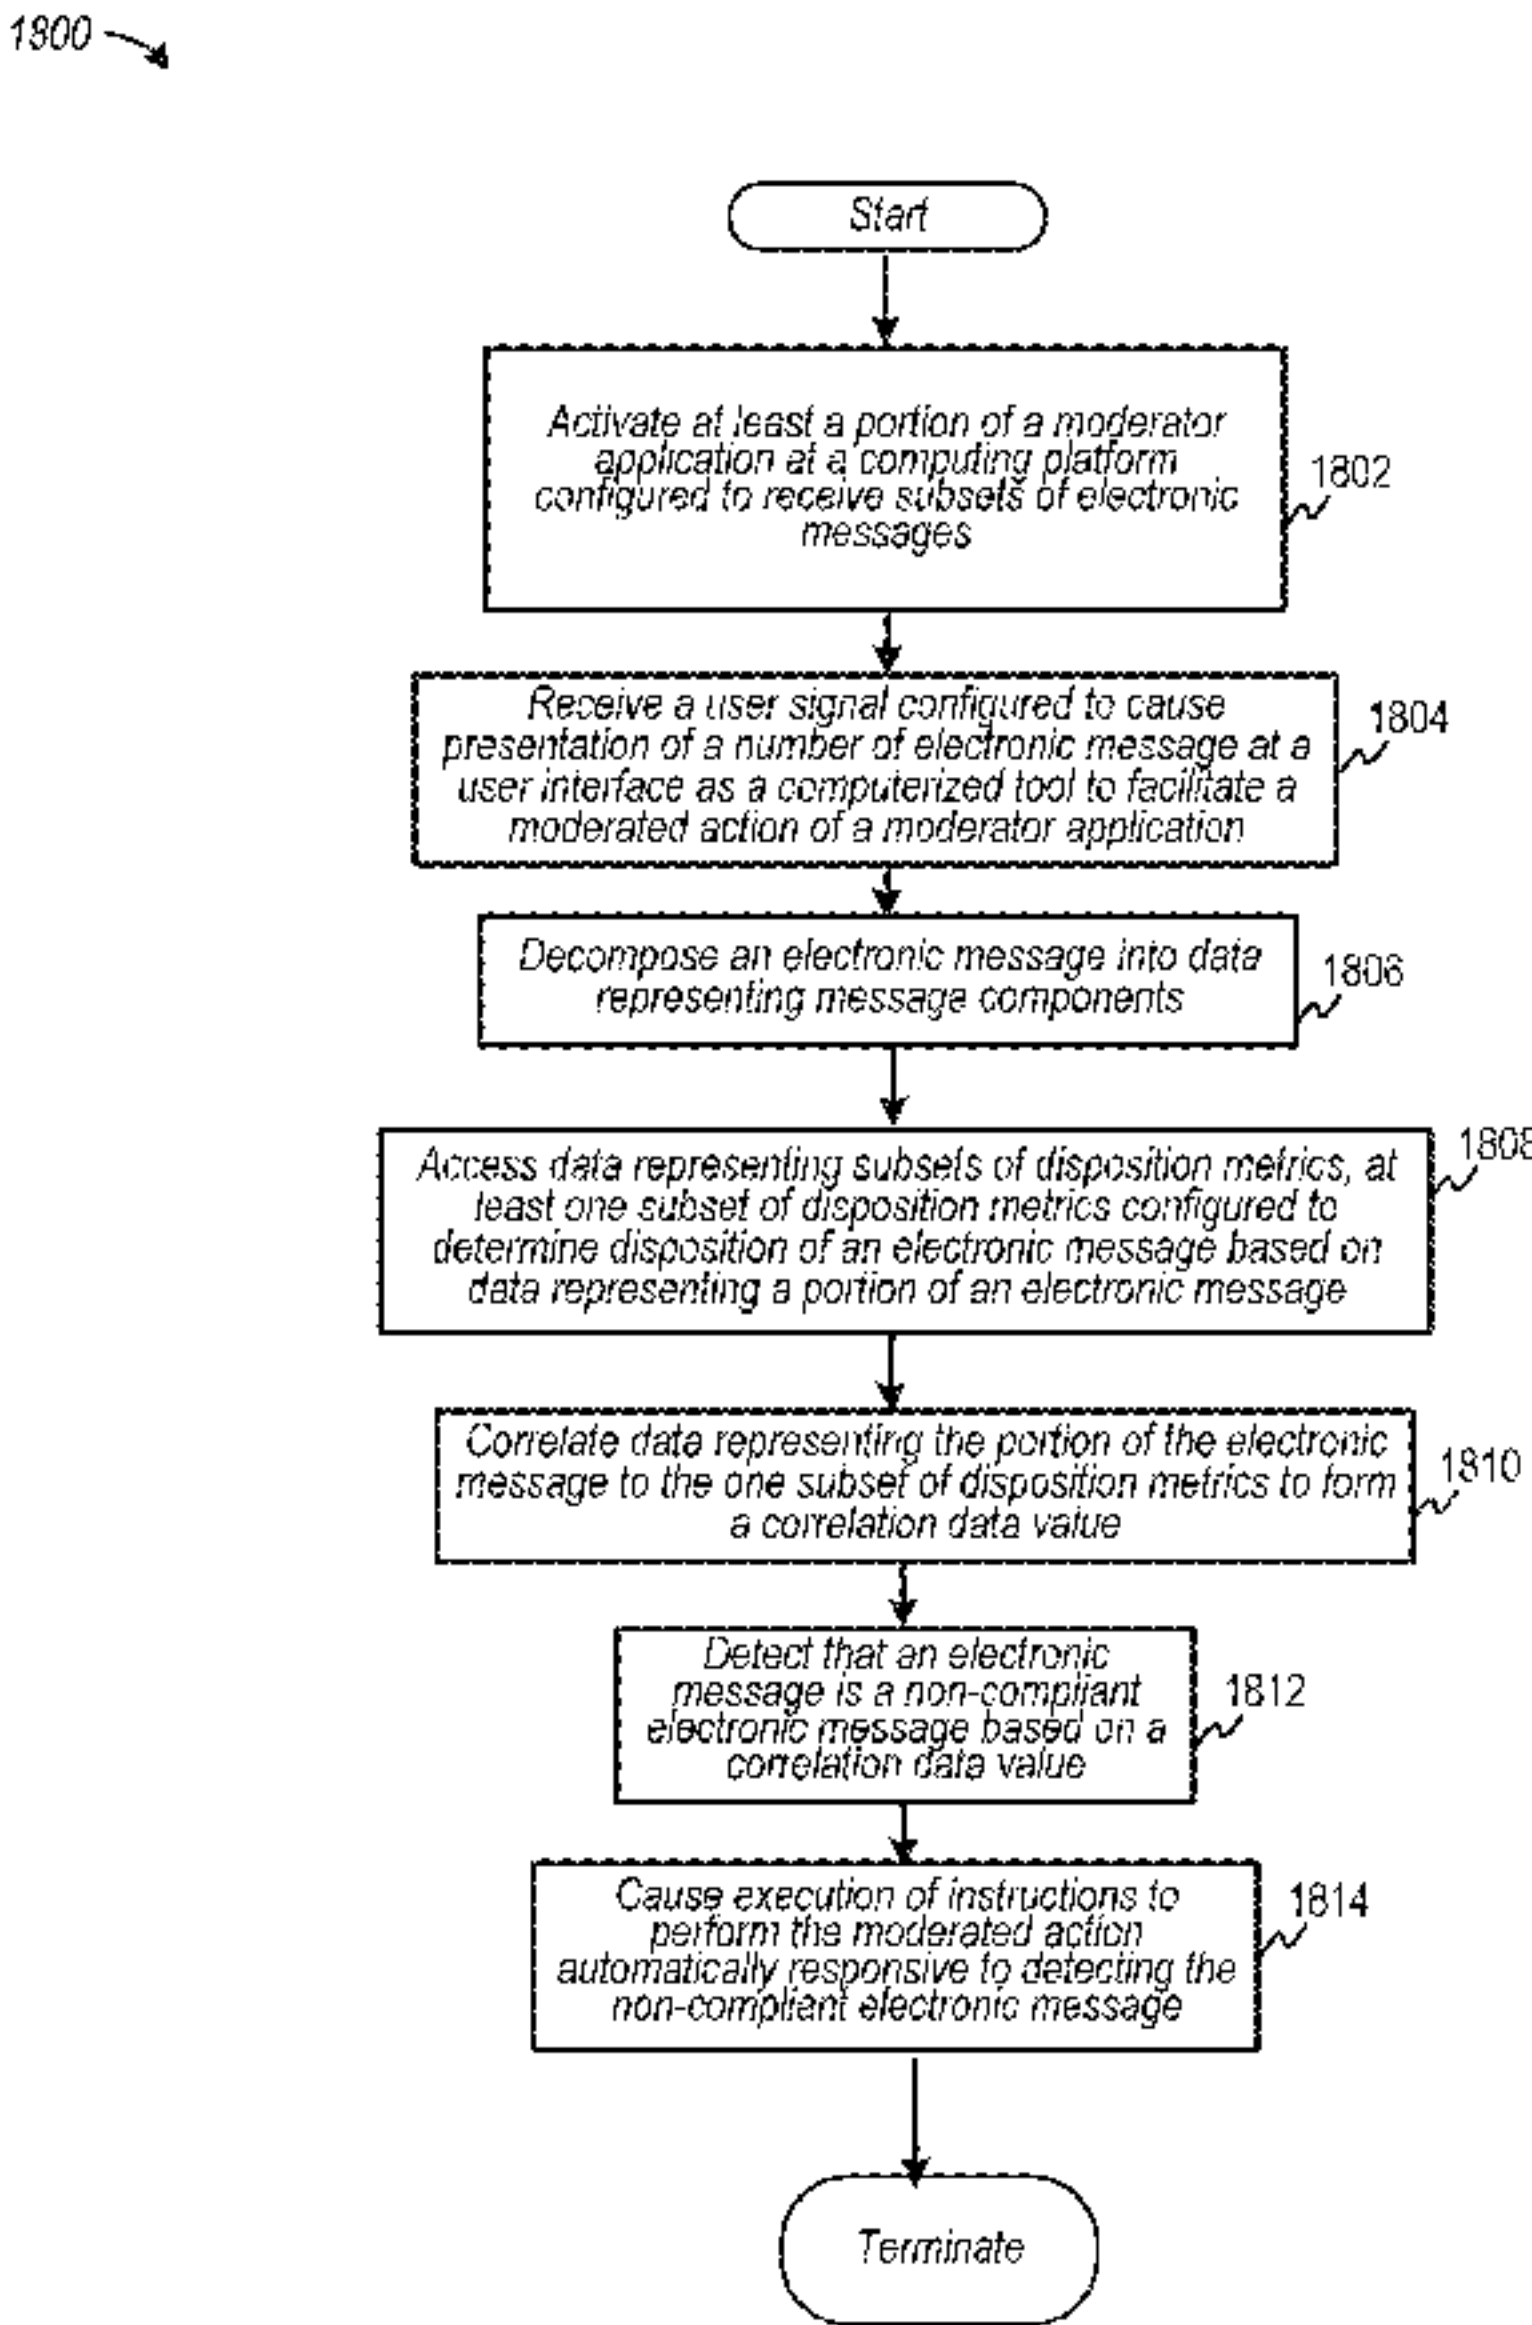 1800
Start
Activate at least a portion of a moderator
application at a computing platform
configured to receive subsets of electronic
messages
1802
Receive a user signal configured to cause
presentation of a number of electronic message at a
user interface as a computerized tool to facilitate a
moderated action of a moderator application
1804
Decompose an electronic message into data
representing message components
1806
Access data representing subsets of disposition metrics, at
least one subset of disposition metrics configured to
determine disposition of an electronic message based on
data representing a portion of an electronic message
1808
Correlate data representing the portion of the electronic
message to the one subset of disposition metrics to form
a correlation data value
1810
Detect that an electronic
message is a non-compliant
electronic message based on a
correlation data value
1812
Cause execution of instructions to
perform the moderated action
automatically responsive to detecting the
non-compliant electronic message
1814
Terminate